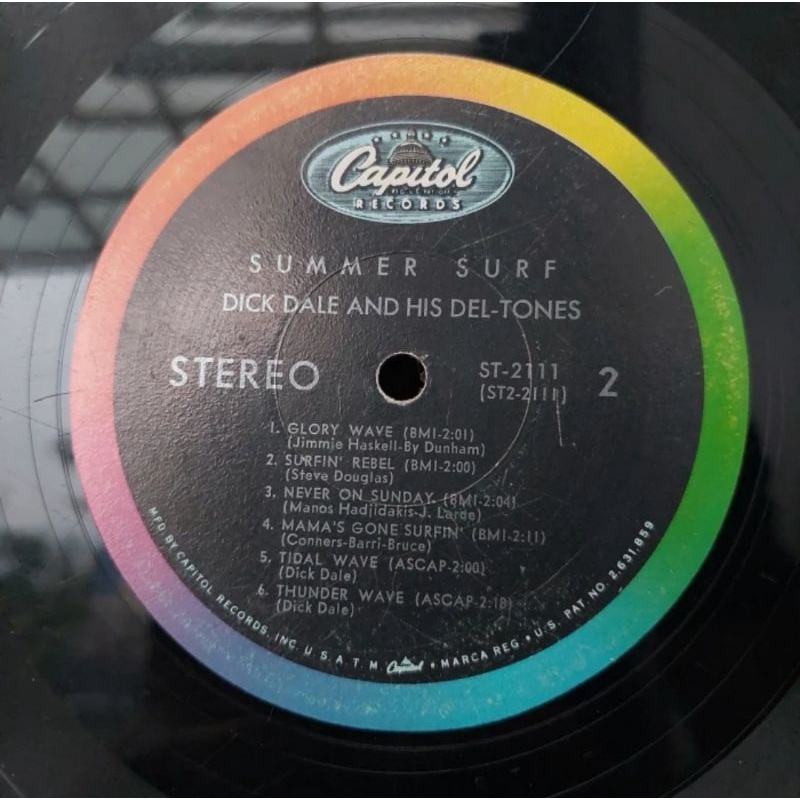 Capitol
RECORDS
SUMMER SURF
DICK DALE AND HIS DEL-TONES
STEREO
ST-2111
(ST2-2111)
2
1. GLORY WAVE (BMI-2:01)
(Jimmie Haskell-By Dunham)
2. SURFIN' REBEL (BMI-2:00)
(Steve Douglas)
3. NEVER ON SUNDAY (BMI-2:04)
(Manos Hadjidakis-J. Larde)
4. MAMA'S GONE SURFIN' (BMI-2:11)
(Conners-Barri-Bruce)
5. TIDAL WAVE (ASCAP-2:00)
(Dick Dale)
6. THUNDER WAVE (ASCAP-2:18)
(Dick Dale)
MFD BY CAPITOL RECORDS, INC. U.S.A. T.M. Capitol • MARCA REG. • U.S. PAT. NO. 2,631,859